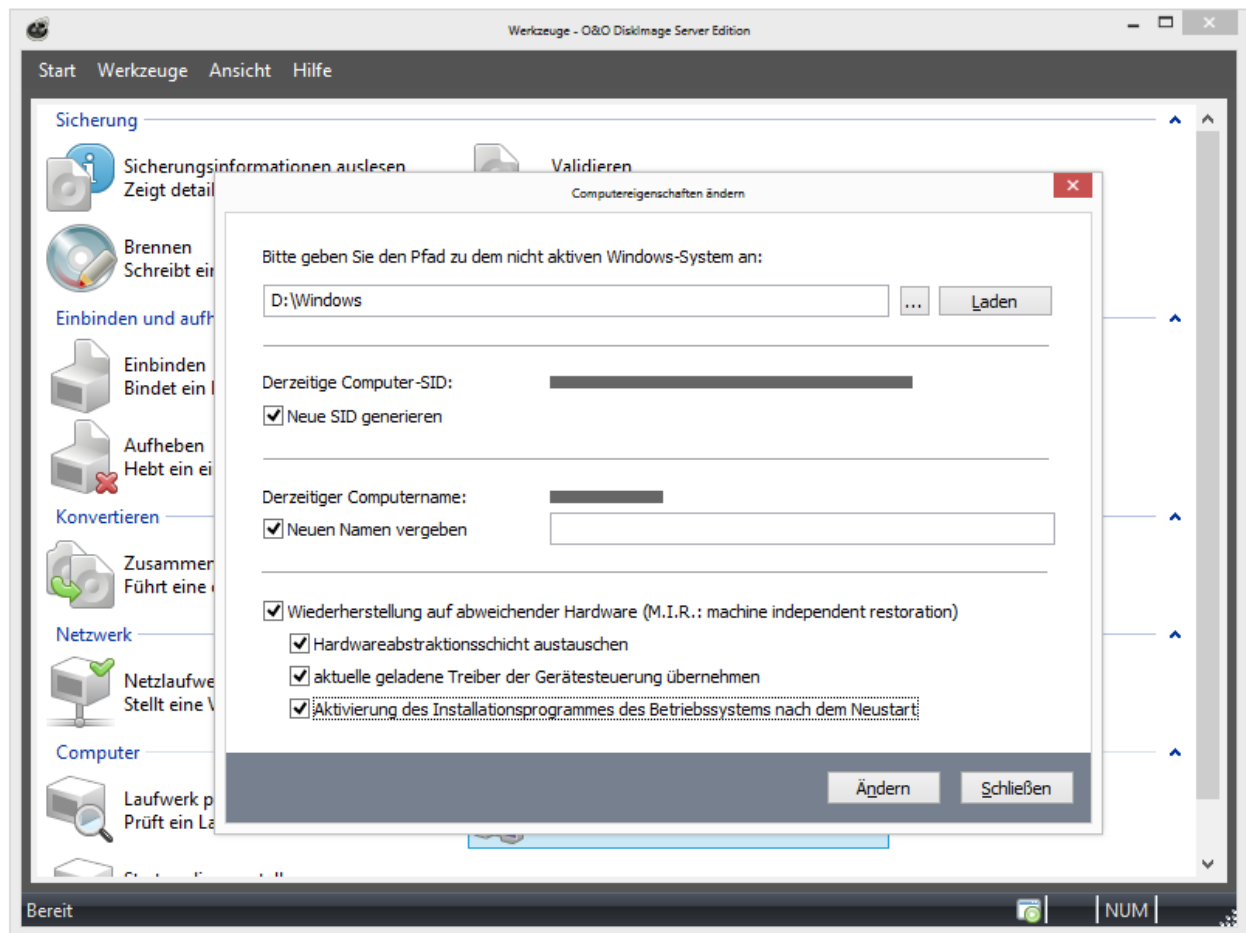 Werkzeuge - O&O DiskImage Server Edition
Start Werkzeuge Ansicht Hilfe
Sicherung
Sicherungsinformationen auslesen
Zeigt detail
Validieren
Brennen
Schreibt ei
Einbinden und aufh
Einbinden
Bindet ein
Aufheben
Hebt ein ei
Konvertieren
Zusammer
Führt eine
Netzwerk
Netzlaufwe
Stellt eine
Computer
Laufwerk p
Prüft ein La
Computereigenschaften ändern
Bitte geben Sie den Pfad zu dem nicht aktiven Windows-System an:
D:\Windows
...
Laden
Derzeitige Computer-SID:
Neue SID generieren
Derzeitiger Computername:
Neuen Namen vergeben
Wiederherstellung auf abweichender Hardware (M.I.R.: machine independent restoration)
Hardwareabstraktionsschicht austauschen
aktuelle geladene Treiber der Gerätesteuerung übernehmen
Aktivierung des Installationsprogrammes des Betriebssystems nach dem Neustart
Ändern
Schließen
Bereit
NUM